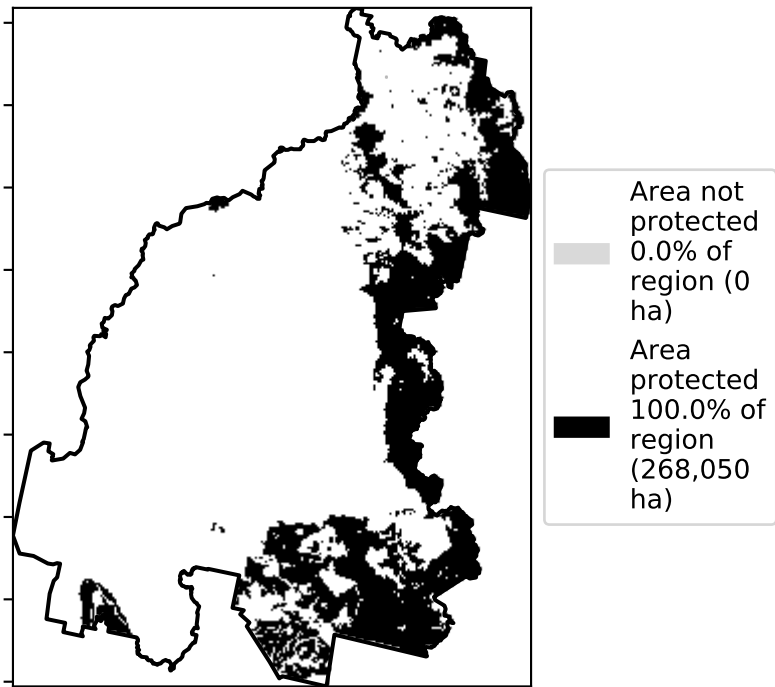 Area not
protected
0.0% of
region (0
ha)
Area
protected
100.0% of
region
(268,050
ha)